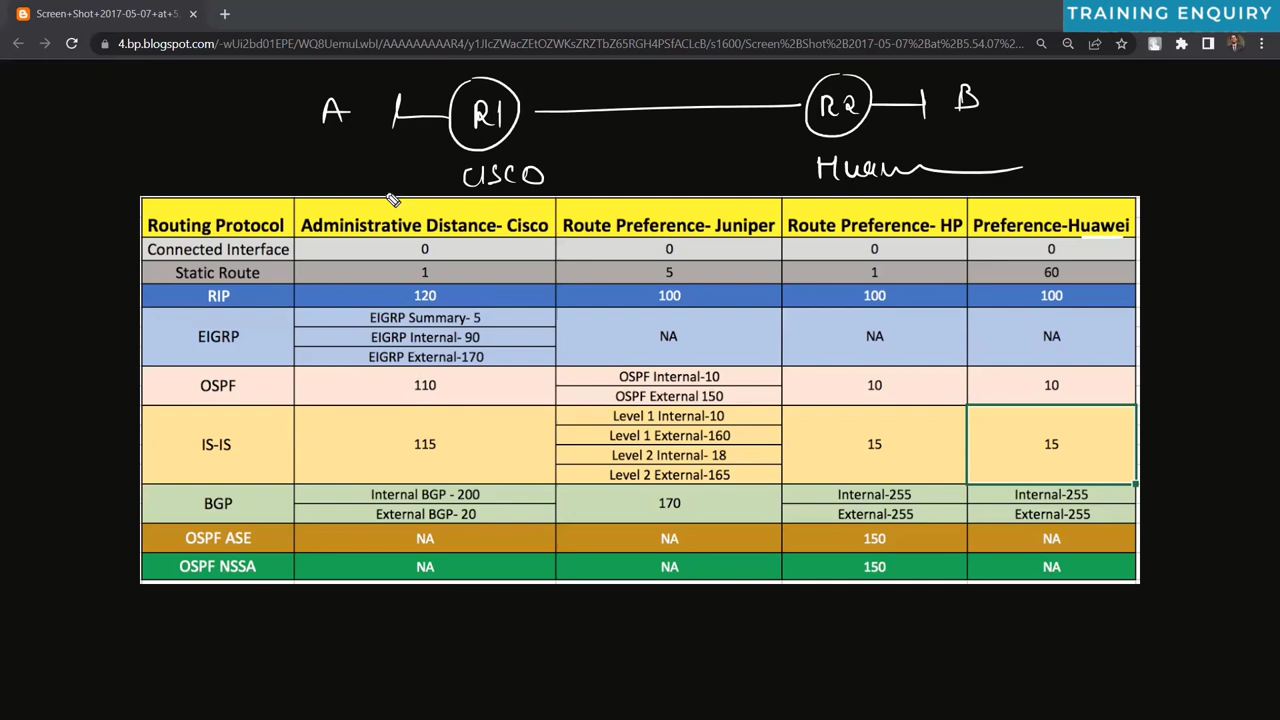 Screen+Shot+2017-05-07+at+5
TRAINING ENQUIRY
4.bp.blogspot.com/-wUi2bd01EPE/WQ8UemuLwbI/AAAAAAAAAR4/y1JIcZWacZEtOZWKsZRZTbZ65RGH4PSfACLcB/s1600/Screen%2BShot%2B2017-05-07%2Bat%2B5.54.07%2...
A R1 R2 B
CISCO
Routing Protocol Administrative Distance- Cisco Route Preference- Juniper Route Preference- HP Preference-Huawei
Connected Interface 0 0 0 0
Static Route 1 5 1 60
RIP 120 100 100 100
EIGRP EIGRP Summary- 5 NA NA NA
EIGRP Internal- 90
EIGRP External-170
OSPF 110 OSPF Internal-10 10 10
OSPF External 150
IS-IS 115 Level 1 Internal-10 15 15
Level 1 External-160
Level 2 Internal- 18
Level 2 External-165
BGP Internal BGP - 200 170 Internal-255 Internal-255
External BGP- 20 External-255 External-255
OSPF ASE NA NA 150 NA
OSPF NSSA NA NA 150 NA